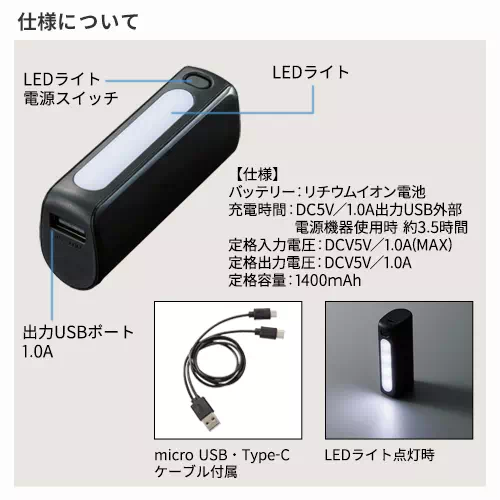 仕様について
LEDライト
電源スイッチ
LEDライト
【仕様】
バッテリー：リチウムイオン電池
充電時間：DC5V／1.0A出力USB外部
電源機器使用時 約3.5時間
定格入力電圧：DCV5V／1.0A(MAX)
定格出力電圧：DCV5V／1.0A
定格容量：1400mAh
出力USBポート
1.0A
micro USB・Type-C
ケーブル付属
LEDライト点灯時